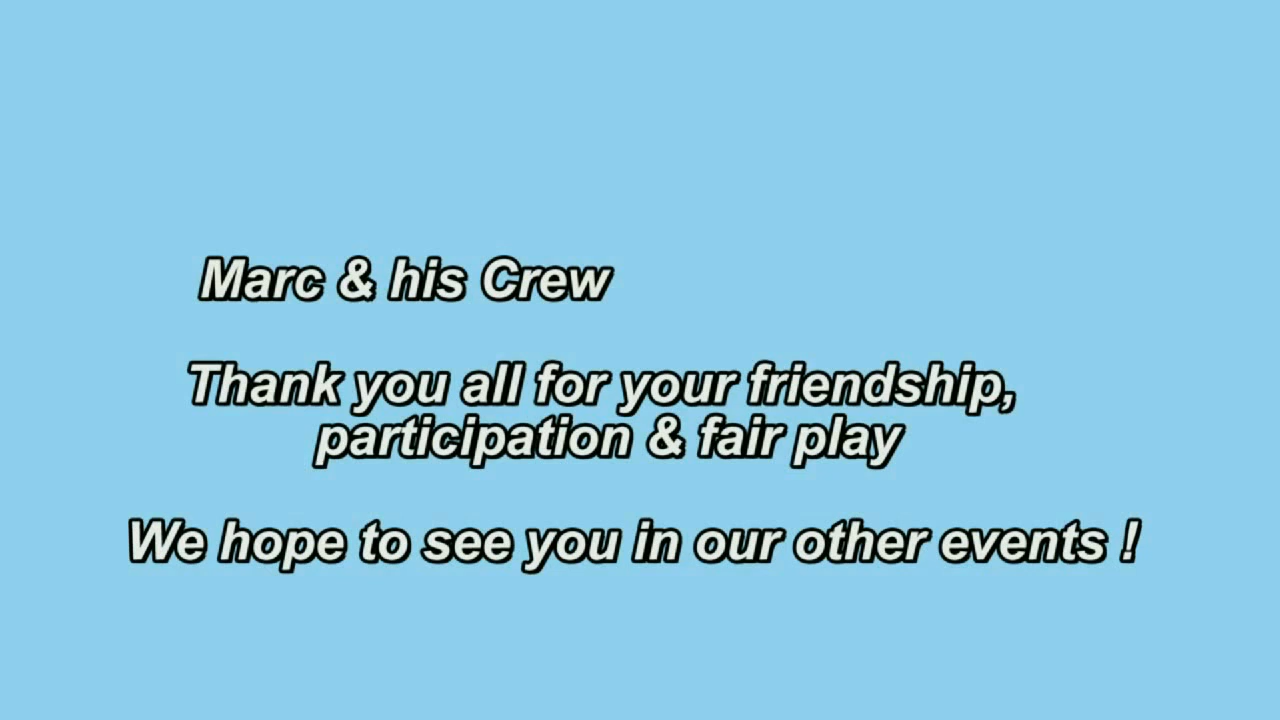 Marc & his Crew
Thank you all for your friendship,
participation & fair play
We hope to see you in our other events !